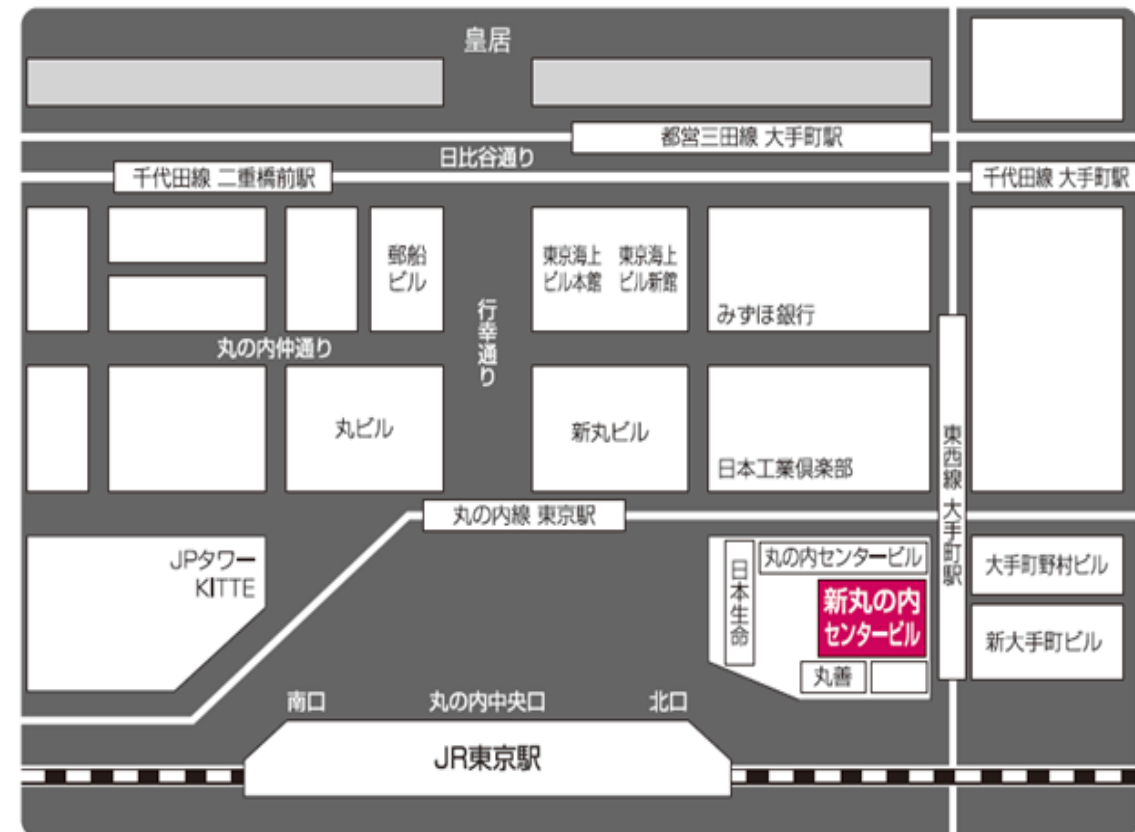 皇居
都営三田線 大手町駅
日比谷通り
千代田線 二重橋前駅
千代田線 大手町駅
郵船
ビル
東京海上
ビル本館
東京海上
ビル新館
みずほ銀行
行幸通り
丸の内仲通り
丸ビル
新丸ビル
日本工業倶楽部
東西線 大手町駅
丸の内線 東京駅
JPタワー
KITTE
日本生命
丸の内センタービル
新丸の内
センタービル
丸善
大手町野村ビル
新大手町ビル
南口
丸の内中央口
北口
JR東京駅